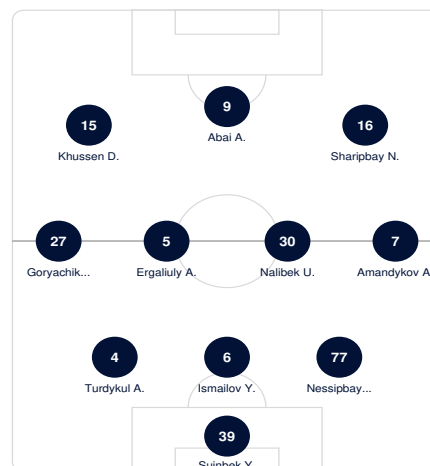 9
Abai A.
15
Khussen D.
16
Sharipbay N.
27
Goryachik...
5
Ergaliuly A.
30
Nalibek U.
7
Amandykov A
4
Turdykul A.
6
Ismailov Y.
77
Nessipbay...
39
Suinbek Y.